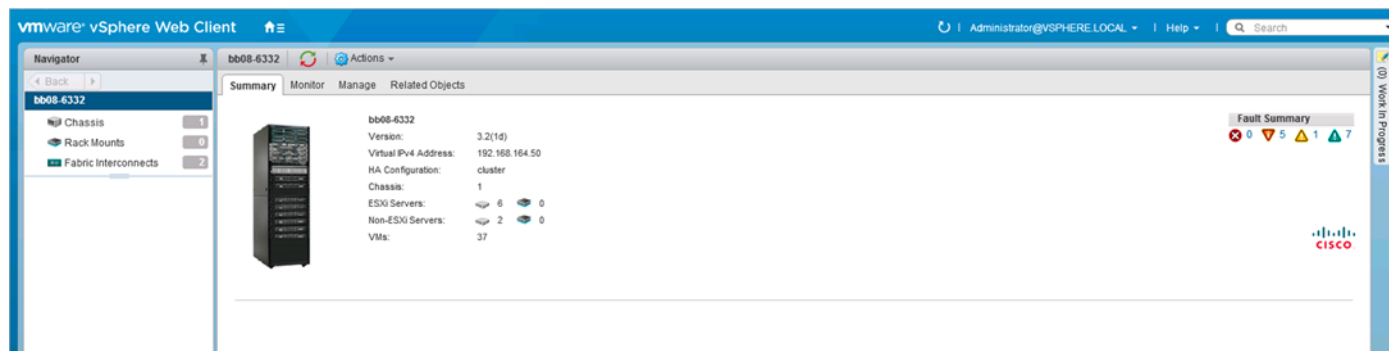 vmware® vSphere Web Client
Administrator@VSPHERE.LOCAL
Help
Search
Navigator
Back
bb08-6332
Chassis 1
Rack Mounts 0
Fabric Interconnects 2
bb08-6332 Actions
Summary Monitor Manage Related Objects
bb08-6332
Version: 3.2(1d)
Virtual IPv4 Address: 192.168.164.50
HA Configuration: cluster
Chassis: 1
ESXi Servers: 6 0
Non-ESXi Servers: 2 0
VMs: 37
Fault Summary
0 5 1 7
CISCO
(0) Work In Progress